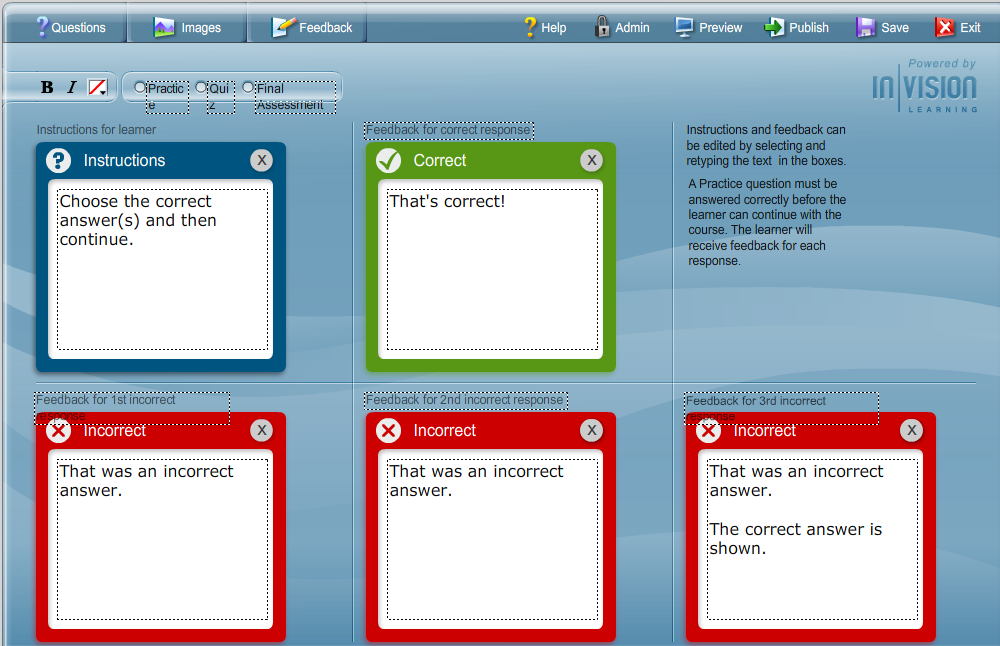 Questions Images Feedback Help Admin Preview Publish Save Exit
Powered by
INVISION
LEARNING
B I
Practic
e
Qui
z
Final
Assessment
Instructions for learner
Instructions X
Choose the correct
answer(s) and then
continue.
Feedback for correct response
Correct X
That's correct!
Instructions and feedback can
be edited by selecting and
retyping the text in the boxes.
A Practice question must be
answered correctly before the
learner can continue with the
course. The learner will
receive feedback for each
response.
Feedback for 1st incorrect
response
Incorrect X
That was an incorrect
answer.
Feedback for 2nd incorrect response
Incorrect X
That was an incorrect
answer.
Feedback for 3rd incorrect
response
Incorrect X
That was an incorrect
answer.
The correct answer is
shown.